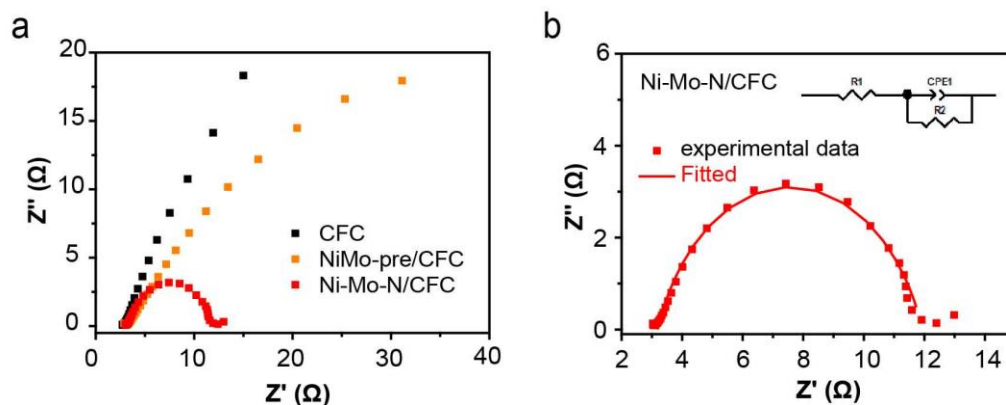 a
20
15
10
5
0
Z'' (Ω)
CFC
NiMo-pre/CFC
Ni-Mo-N/CFC
0 10 20 30 40
Z' (Ω)
b
6
4
2
0
Z'' (Ω)
Ni-Mo-N/CFC
R1
CPE1
R2
experimental data
Fitted
2 4 6 8 10 12 14
Z' (Ω)